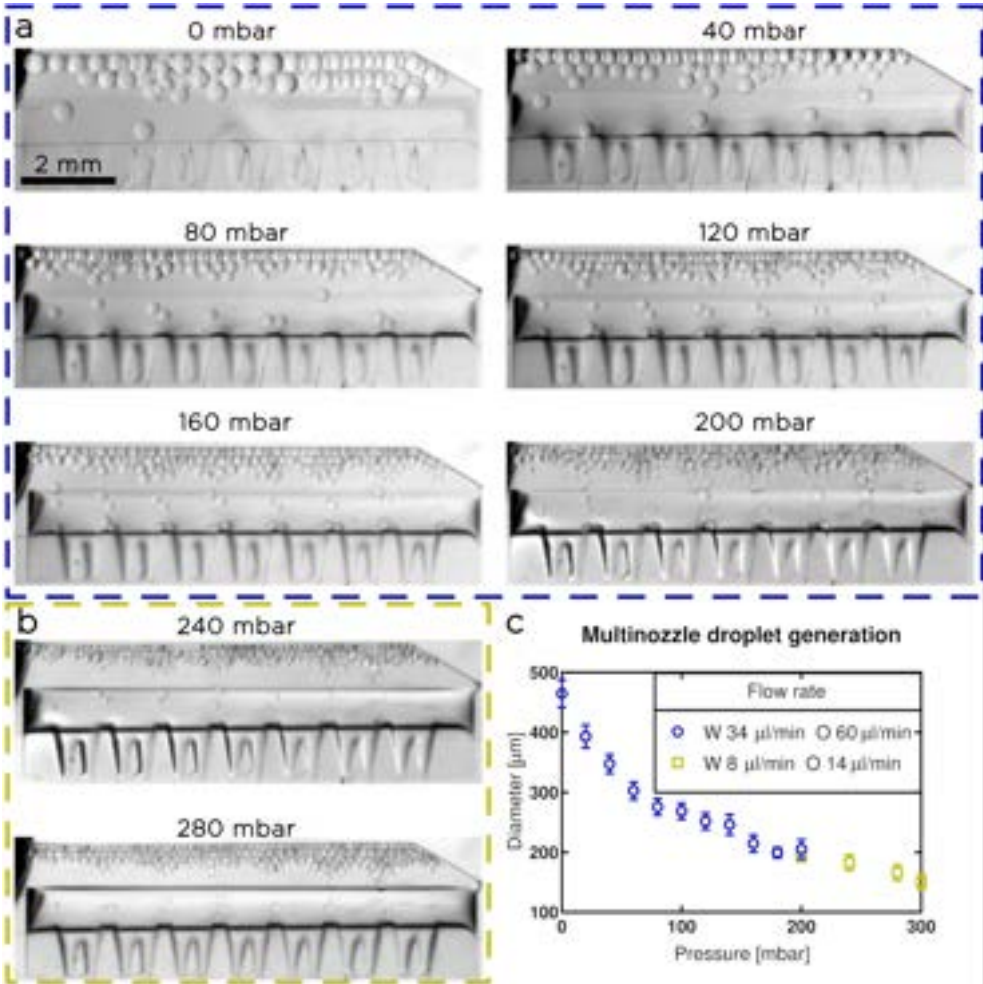 a
0 mbar
40 mbar
2 mm
80 mbar
120 mbar
160 mbar
200 mbar
b
240 mbar
280 mbar
c
Multinozzle droplet generation
Flow rate
W 34 µl/min O 60 µl/min
W 8 µl/min O 14 µl/min
Diameter [µm]
500
400
300
200
100
0
100
200
300
Pressure [mbar]